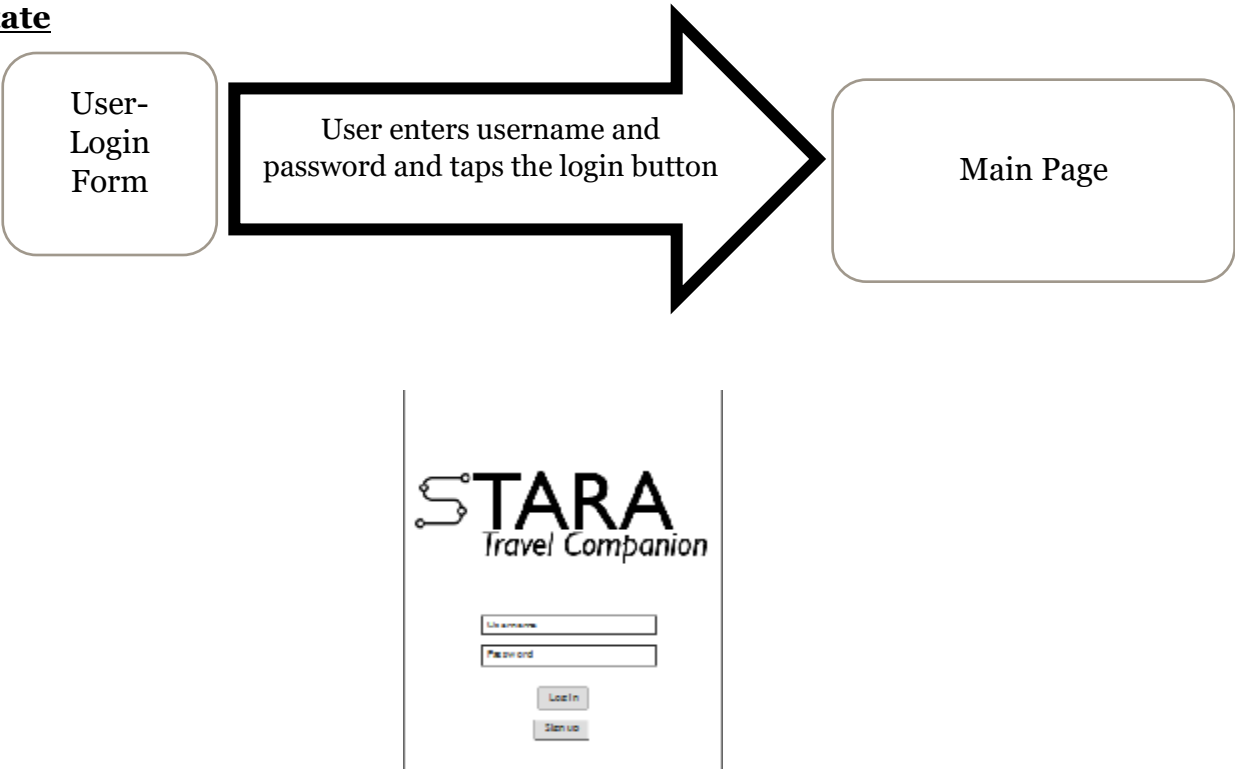 tate
User-
Login
Form
User enters username and
password and taps the login button
Main Page
STARA
Travel Companion
Username
Password
Log In
Sign up